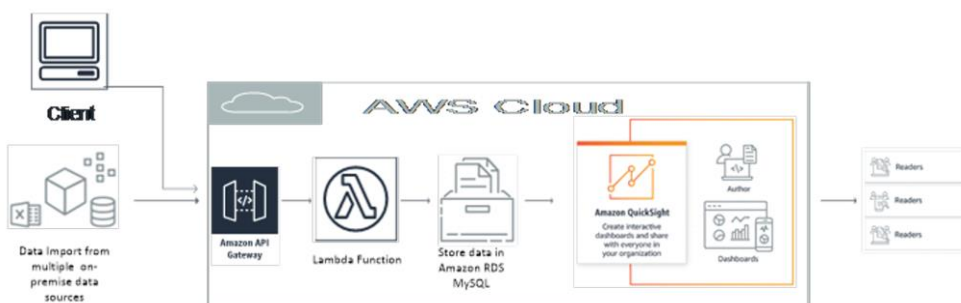 Client
AWS Cloud
Data Import from
multiple on-
premise data
sources
Amazon API
Gateway
Lambda Function
Store data in
Amazon RDS
MySQL
Amazon QuickSight
Create interactive
dashboards and share
with everyone in
your organization
Author
Dashboards
Readers
Readers
Readers